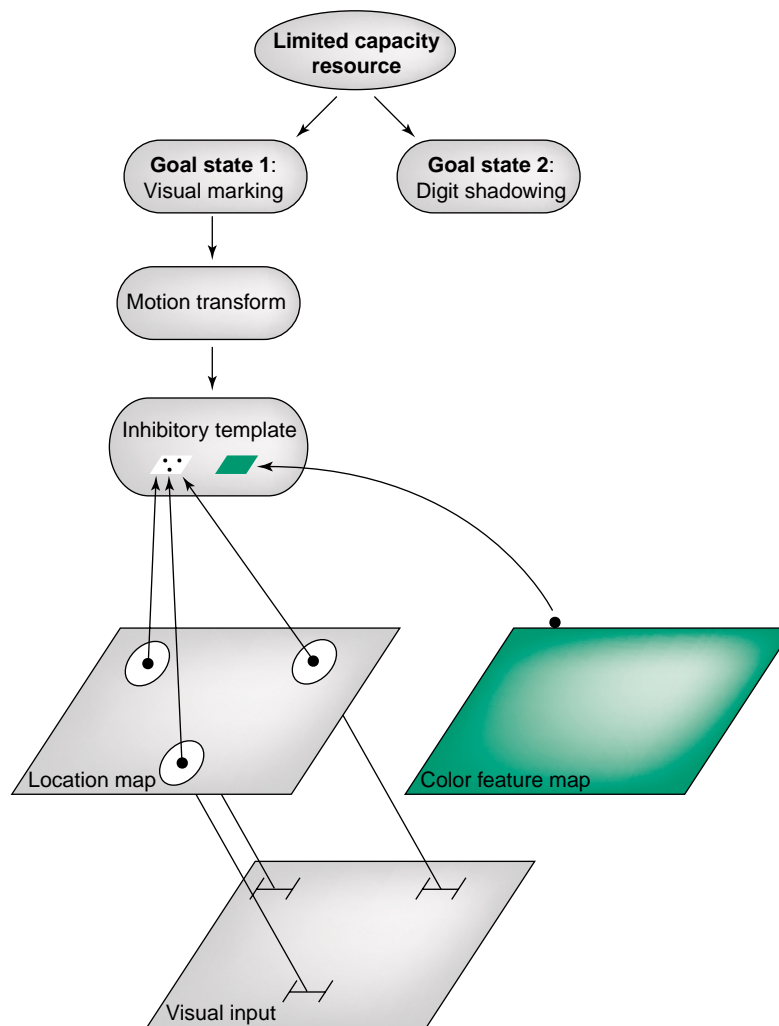 Limited capacity
resource
Goal state 1:
Visual marking
Goal state 2:
Digit shadowing
Motion transform
Inhibitory template
Location map
Color feature map
Visual input